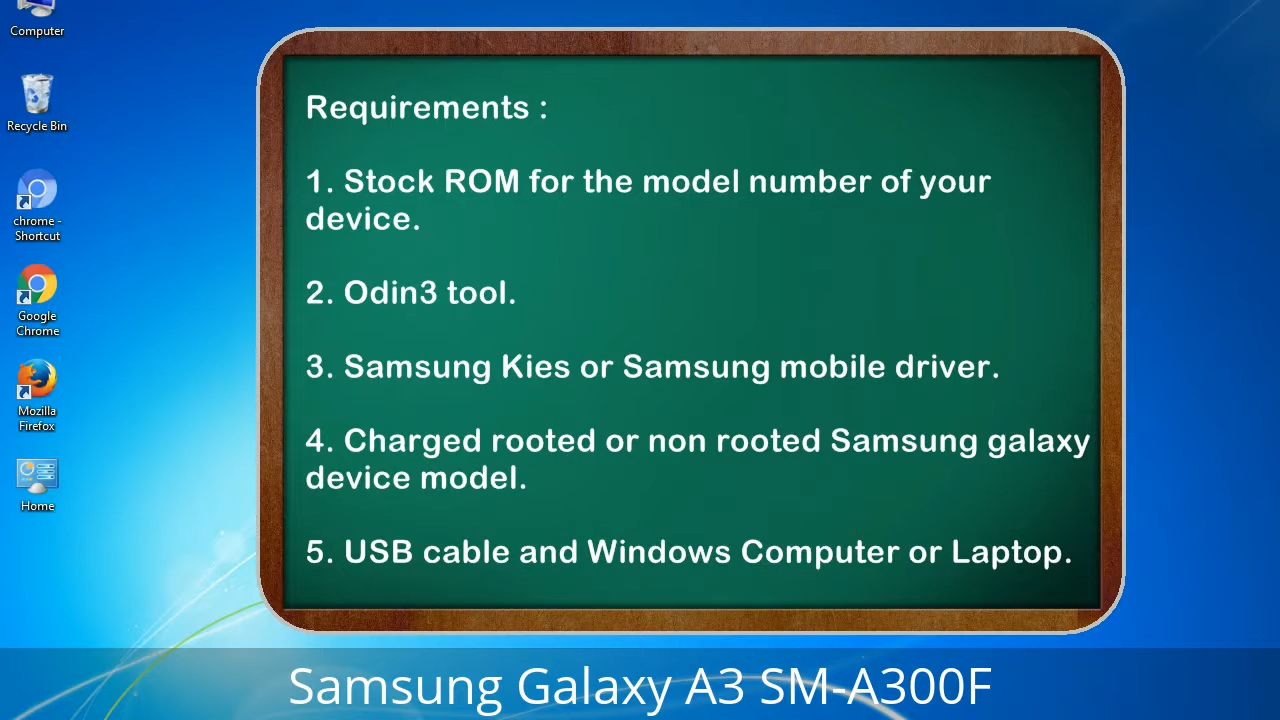 Computer
Recycle Bin
chrome -
Shortcut
Google
Chrome
Mozilla
Firefox
Home
Requirements :
1. Stock ROM for the model number of your
device.
2. Odin3 tool.
3. Samsung Kies or Samsung mobile driver.
4. Charged rooted or non rooted Samsung galaxy
device model.
5. USB cable and Windows Computer or Laptop.
Samsung Galaxy A3 SM-A300F